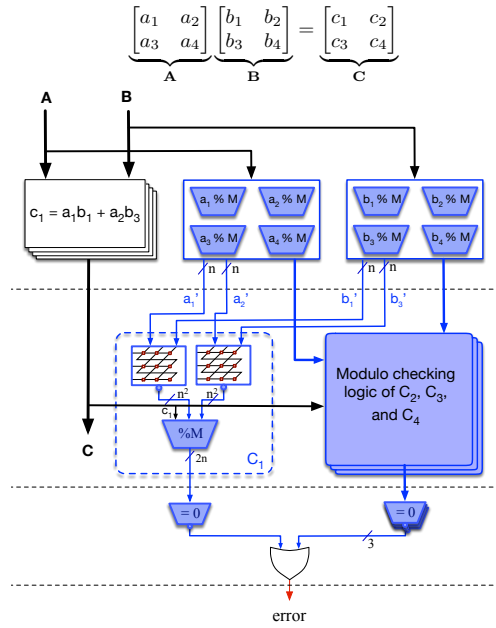 [a₁ a₂] [b₁ b₂] = [c₁ c₂]
[a₃ a₄] [b₃ b₄] [c₃ c₄]
A B C
A B
c₁ = a₁b₁ + a₂b₃
a₁ % M a₂ % M b₁ % M b₂ % M
a₃ % M a₄ % M b₃ % M b₄ % M
n n n n
a₁' a₂' b₁' b₃'
Modulo checking
logic of C₂, C₃,
and C₄
n² n²
c₁
%M
C
2n
C₁
= 0 = 0
3
error